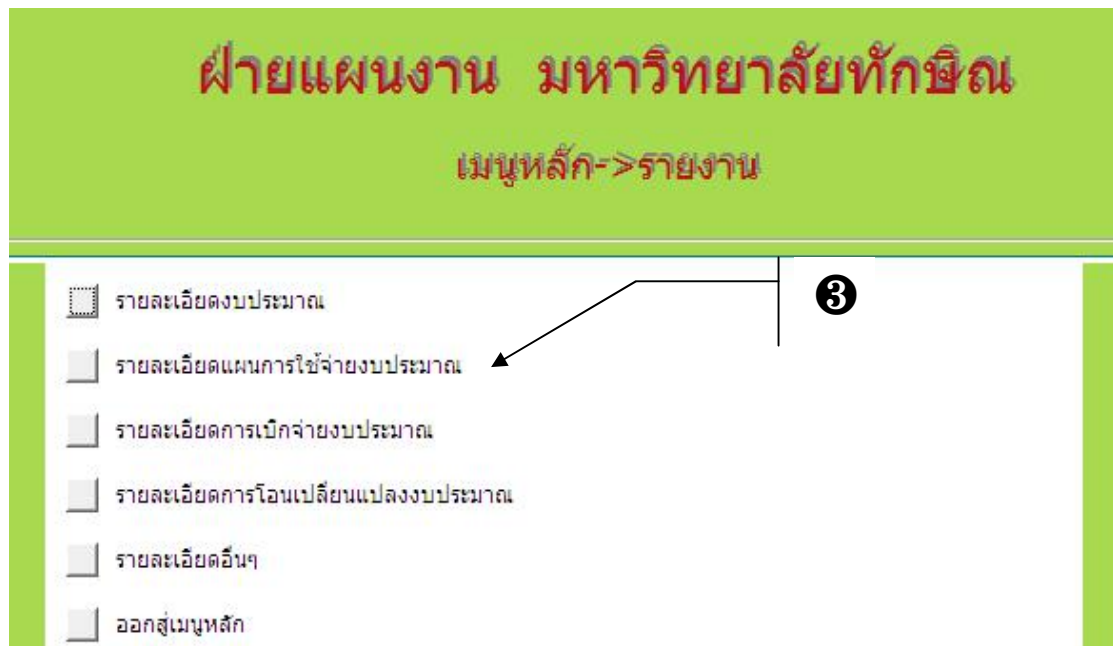 ฝ่ายแผนงาน มหาวิทยาลัยทักษิณ
เมนูหลัก->รายงาน
❸
รายละเอียดงบประมาณ
รายละเอียดแผนการใช้จ่ายงบประมาณ
รายละเอียดการเบิกจ่ายงบประมาณ
รายละเอียดการโอนเปลี่ยนแปลงงบประมาณ
รายละเอียดอื่นๆ
ออกสู่เมนูหลัก